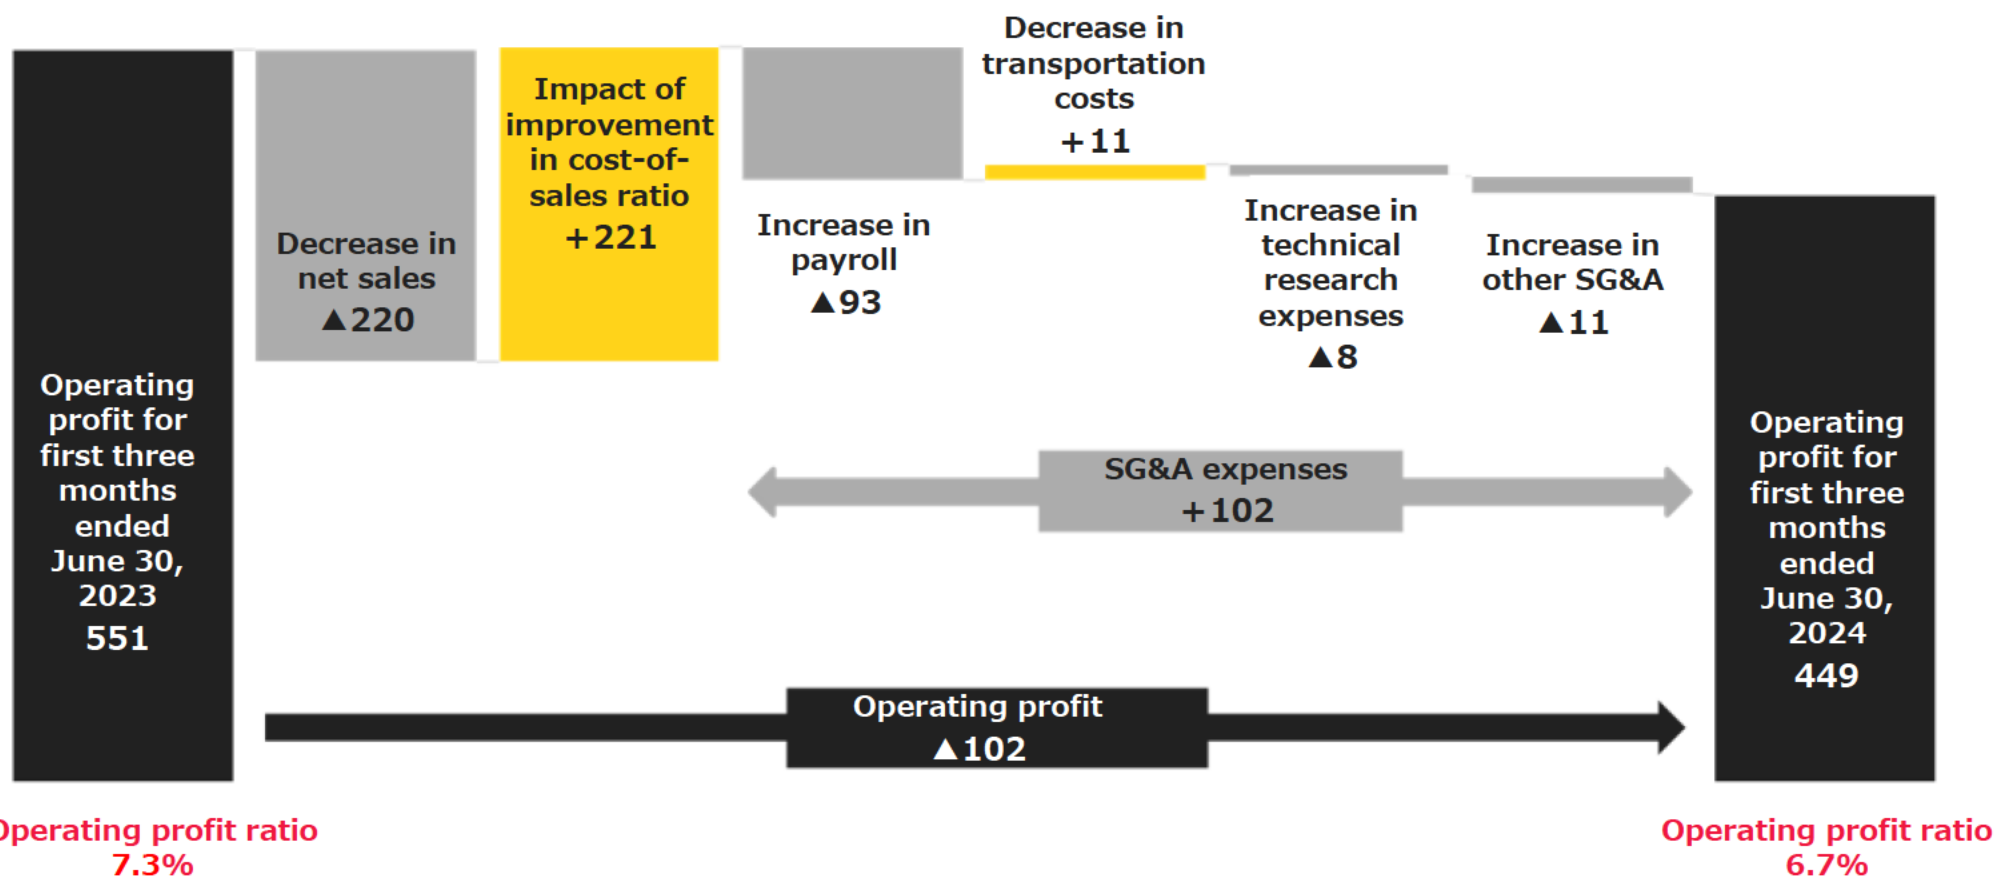 Operating
profit for
first three
months
ended
June 30,
2023
551
Decrease in
net sales
▲220
Impact of
improvement
in cost-of-
sales ratio
+221
Increase in
payroll
▲93
Decrease in
transportation
costs
+11
Increase in
technical
research
expenses
▲8
Increase in
other SG&A
▲11
Operating
profit for
first three
months
ended
June 30,
2024
449
SG&A expenses
+102
Operating profit
▲102
Operating profit ratio
7.3%
Operating profit ratio
6.7%